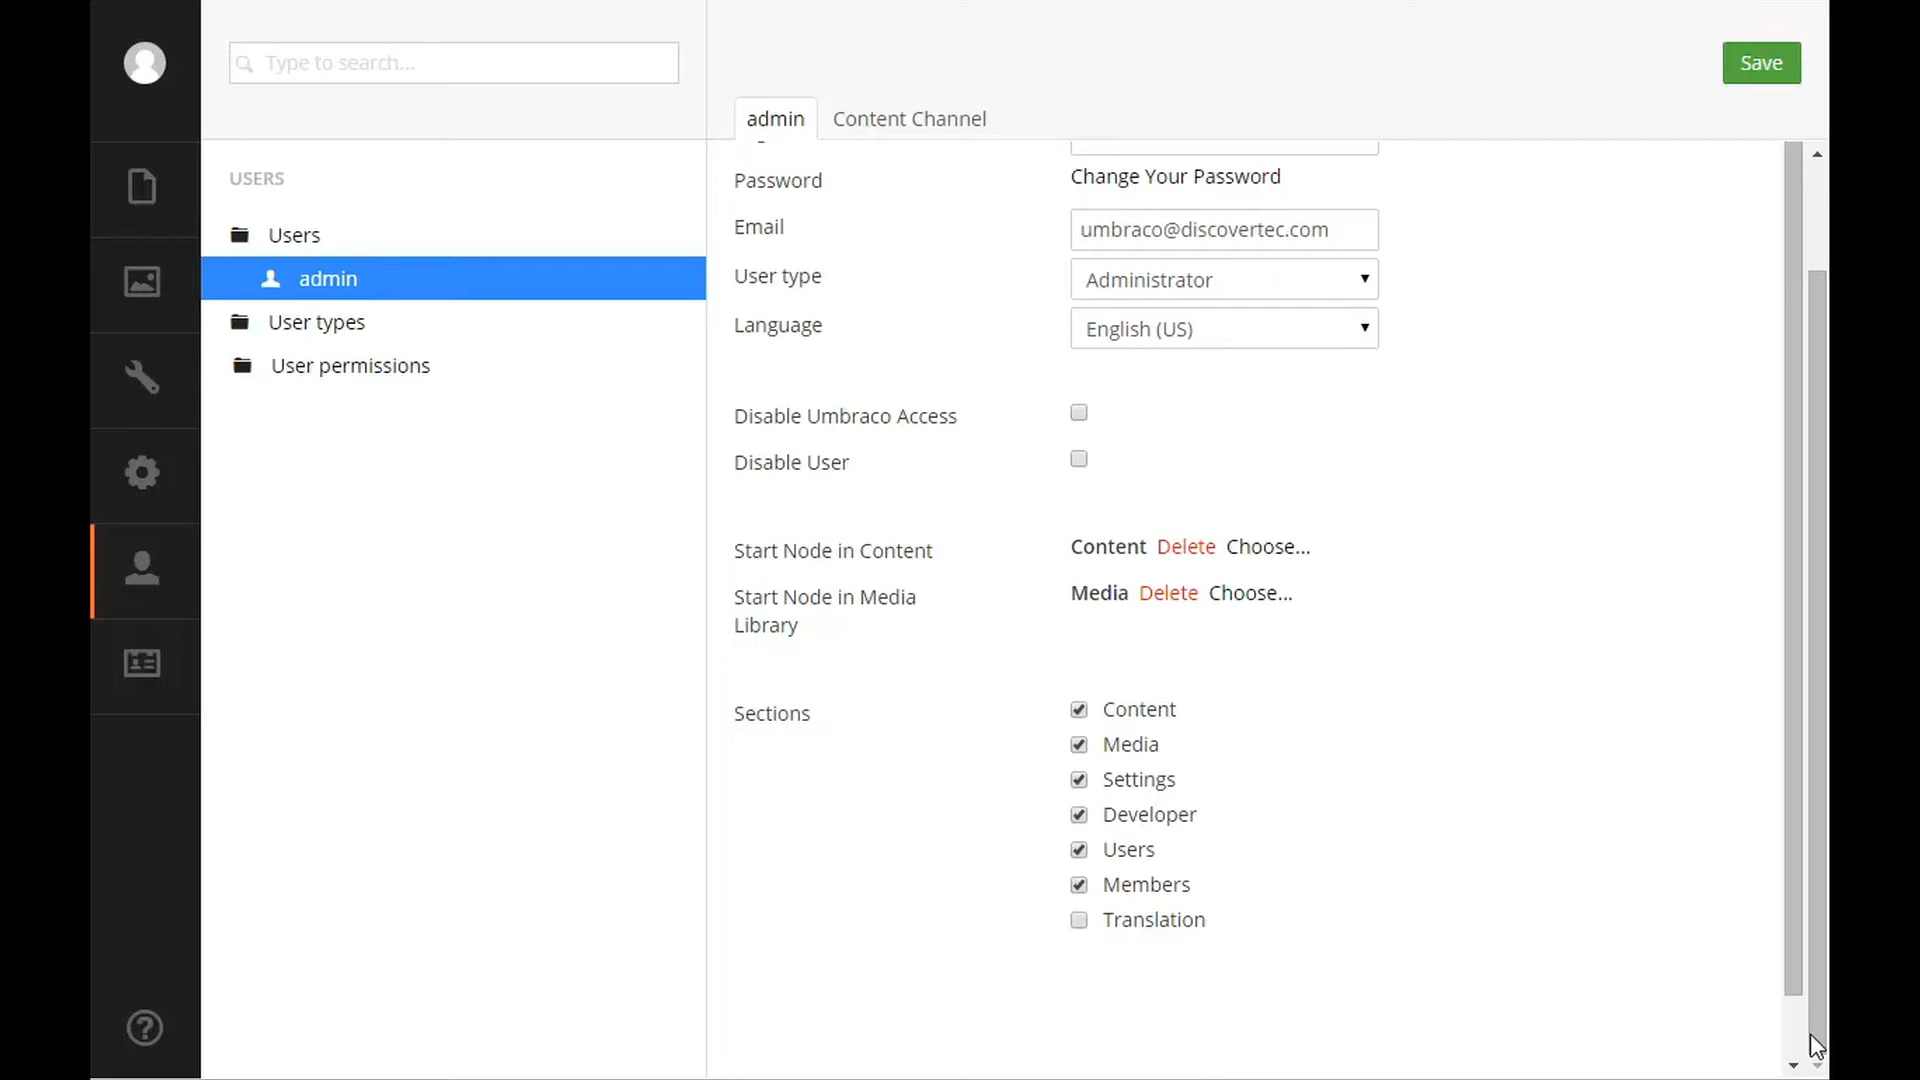 Type to search...
Save
admin
Content Channel
USERS
Users
admin
User types
User permissions
Password
Change Your Password
Email
umbraco@discovertec.com
User type
Administrator
Language
English (US)
Disable Umbraco Access
Disable User
Start Node in Content
Content Delete Choose...
Start Node in Media
Library
Media Delete Choose...
Sections
Content
Media
Settings
Developer
Users
Members
Translation